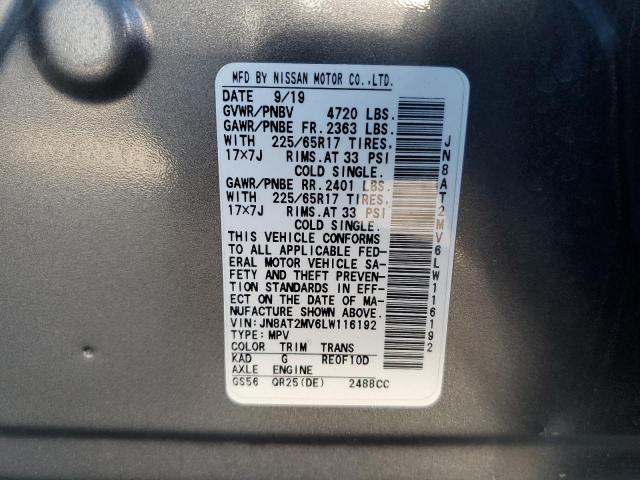 MFD BY NISSAN MOTOR CO.,LTD.
DATE 9/19
GVWR/PNBV 4720 LBS.
GAWR/PNBE FR. 2363 LBS.
WITH 225/65R17 TIRES,
17×7J RIMS. AT 33 PSI
COLD SINGLE.
GAWR/PNBE RR. 2401 LBS.
WITH 225/65R17 TIRES,
17×7J RIMS. AT 33 PSI
COLD SINGLE.
THIS VEHICLE CONFORMS
TO ALL APPLICABLE FED-
ERAL MOTOR VEHICLE SA-
FETY AND THEFT PREVEN-
TION STANDARDS IN EFF-
ECT ON THE DATE OF MA-
NUFACTURE SHOWN ABOVE.
VIN: JN8AT2MV6LW116192
TYPE: MPV
COLOR TRIM TRANS
KAD G RE0F10D
AXLE ENGINE
GS56 QR25(DE) 2488CC
JN8AT2MV6LW116192